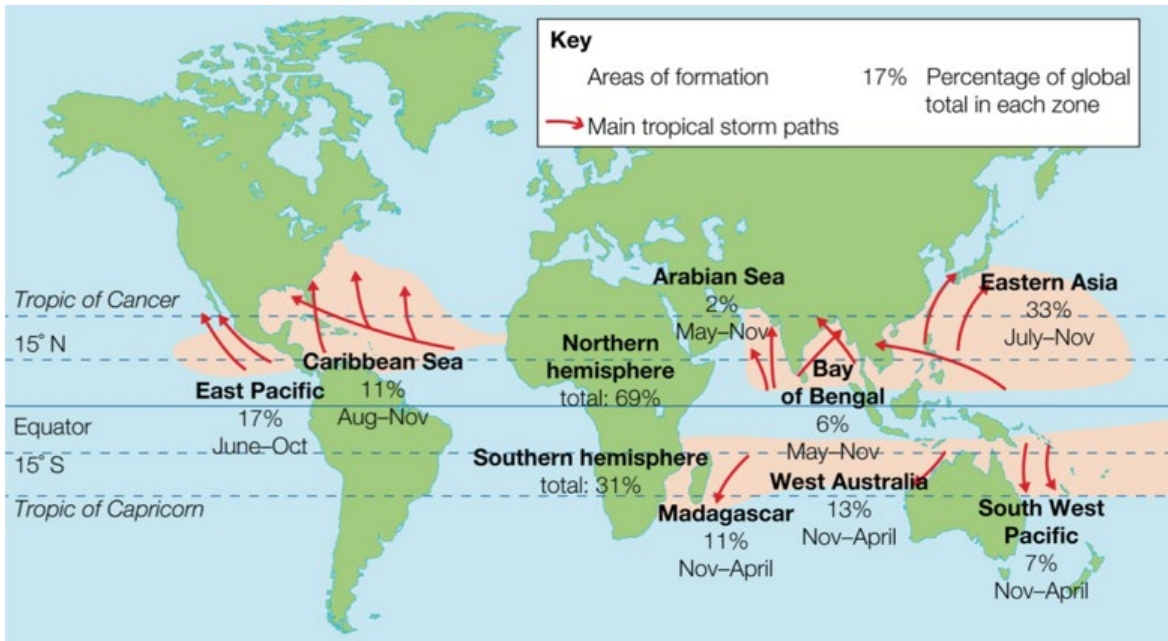 Key
Areas of formation
17% Percentage of global
total in each zone
Main tropical storm paths
Tropic of Cancer
15°N
Equator
15°S
Tropic of Capricorn
East Pacific
17%
June–Oct
Caribbean Sea
11%
Aug–Nov
Northern
hemisphere
total: 69%
Southern hemisphere
total: 31%
Arabian Sea
2%
May–Nov
Bay
of Bengal
6%
May–Nov
Eastern Asia
33%
July–Nov
Madagascar
11%
Nov–April
West Australia
13%
Nov–April
South West
Pacific
7%
Nov–April